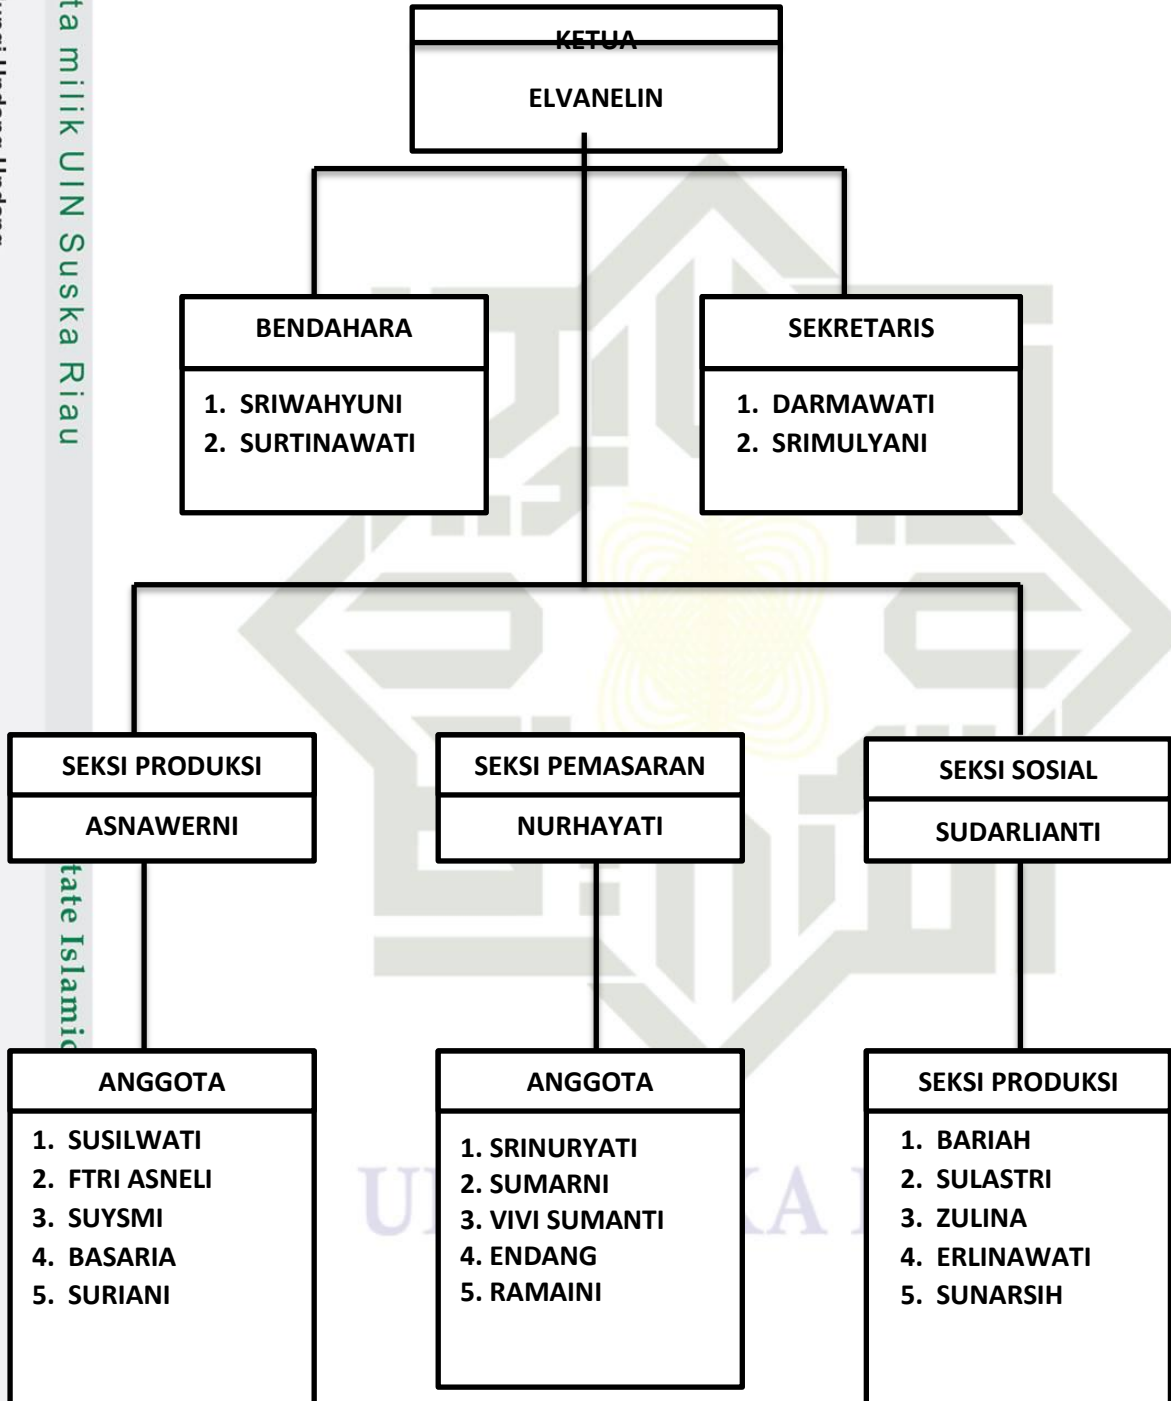 ta milik UIN Suska Riau
tate Islamic
KETUA
ELVANELIN
BENDAHARA
1. SRIWAHYUNI
2. SURTINAWATI
SEKRETARIS
1. DARMAWATI
2. SRIMULYANI
SEKSI PRODUKSI
ASNAWERNI
SEKSI PEMASARAN
NURHAYATI
SEKSI SOSIAL
SUDARLIANTI
ANGGOTA
1. SUSILWATI
2. FTRI ASNELI
3. SUYSMI
4. BASARIA
5. SURIANI
ANGGOTA
1. SRINURYATI
2. SUMARNI
3. VIVI SUMANTI
4. ENDANG
5. RAMAINI
SEKSI PRODUKSI
1. BARIAH
2. SULASTRI
3. ZULINA
4. ERLINAWATI
5. SUNARSIH